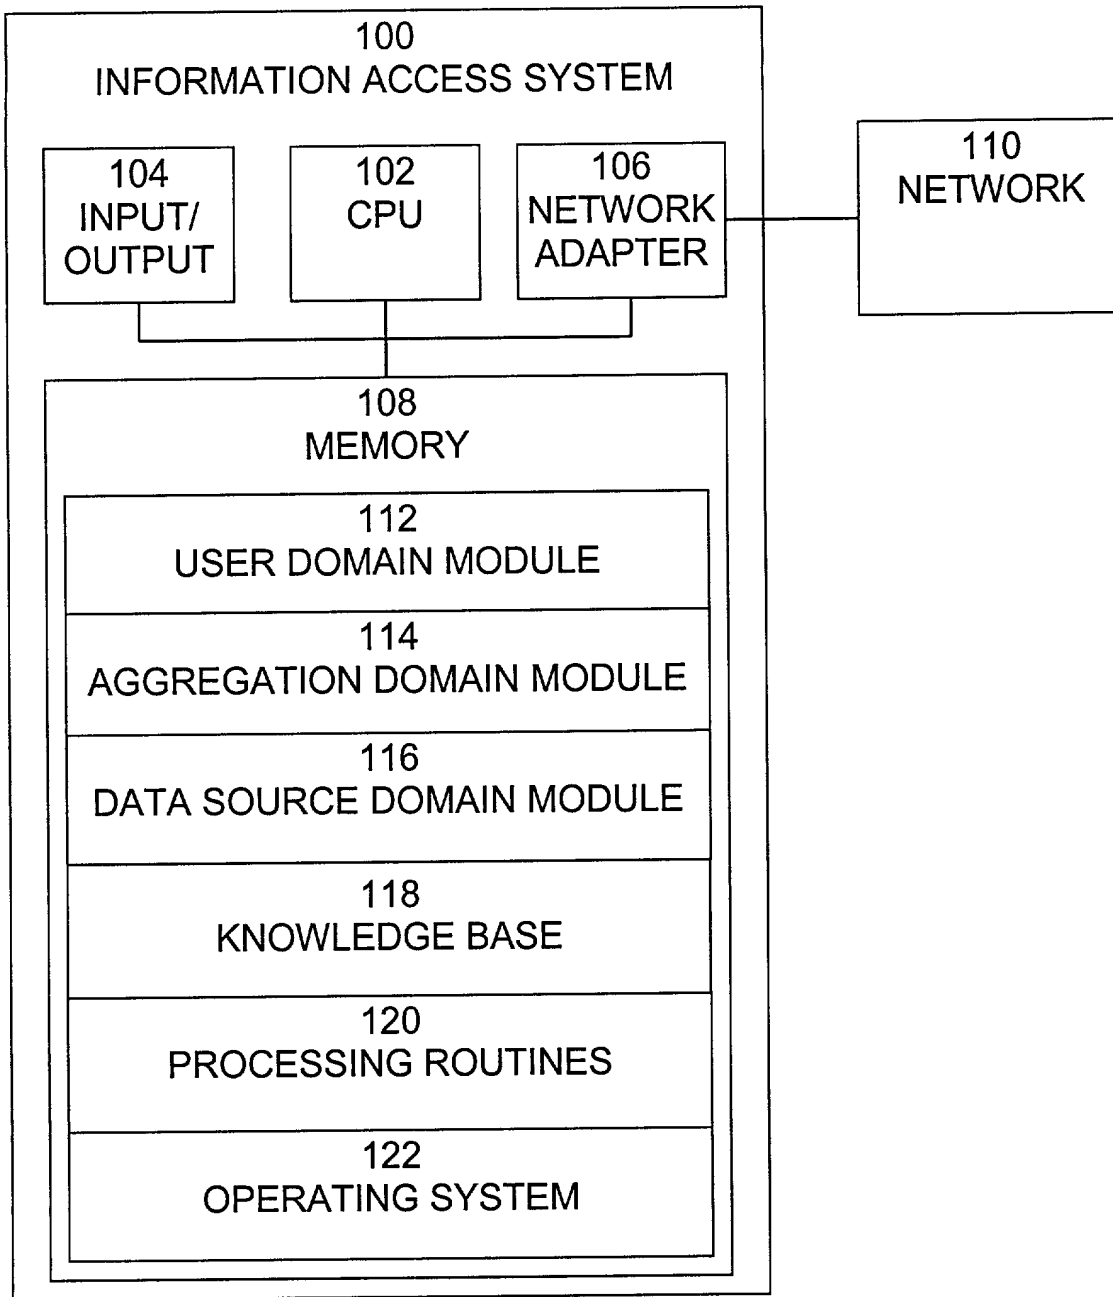 100
INFORMATION ACCESS SYSTEM
104
INPUT/
OUTPUT
102
CPU
106
NETWORK
ADAPTER
110
NETWORK
108
MEMORY
112
USER DOMAIN MODULE
114
AGGREGATION DOMAIN MODULE
116
DATA SOURCE DOMAIN MODULE
118
KNOWLEDGE BASE
120
PROCESSING ROUTINES
122
OPERATING SYSTEM